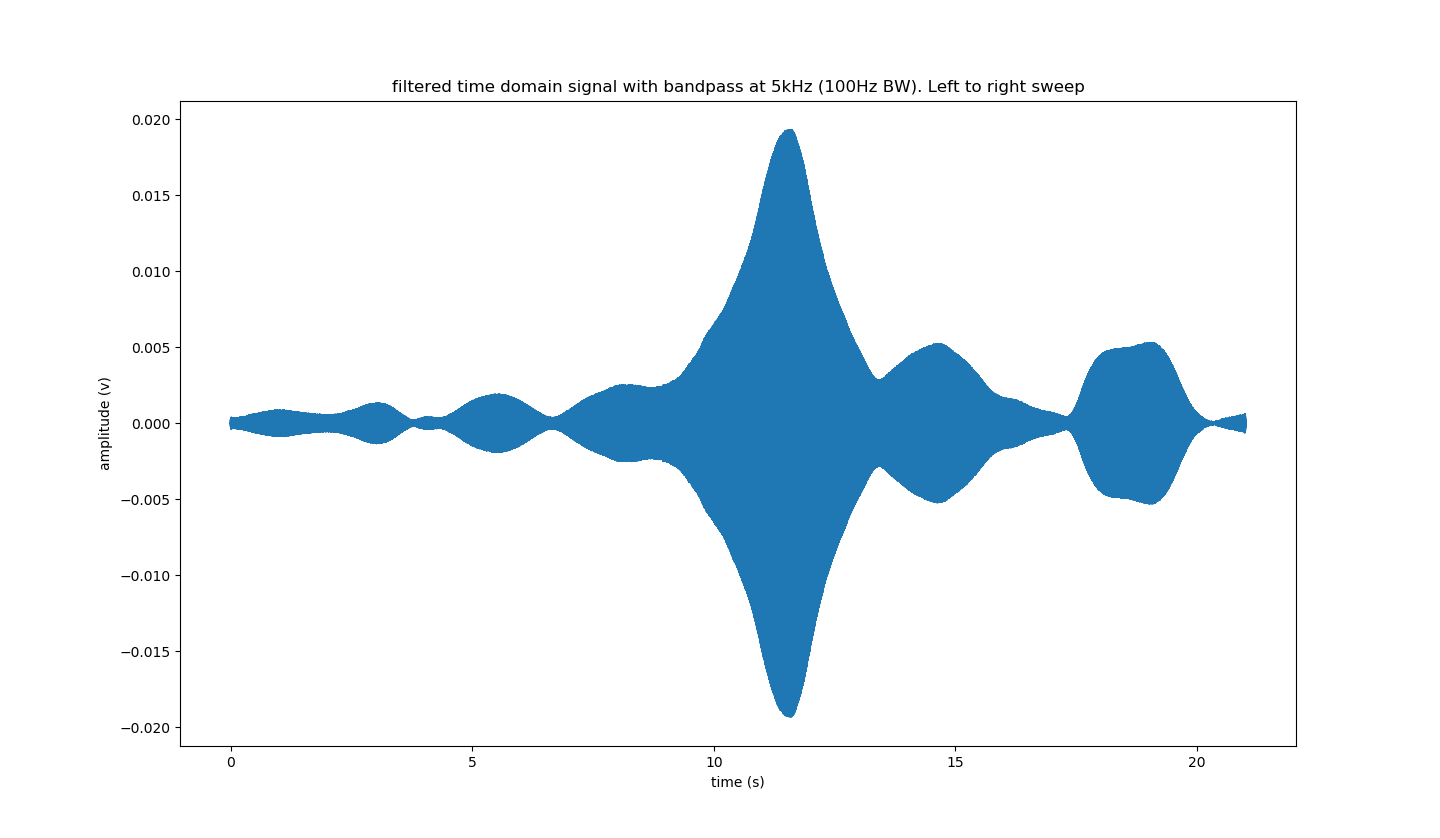 filtered time domain signal with bandpass at 5kHz (100Hz BW). Left to right sweep
0.020
0.015
0.010
0.005
0.000
−0.005
−0.010
−0.015
−0.020
amplitude (v)
0 5 10 15 20
time (s)